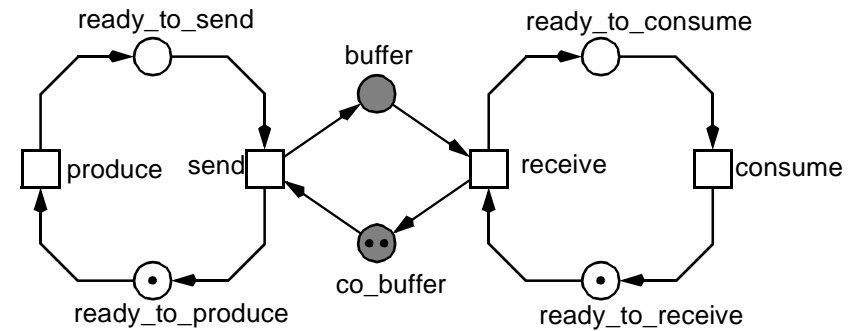 ready_to_send
ready_to_consume
buffer
produce
send
receive
consume
co_buffer
ready_to_produce
ready_to_receive